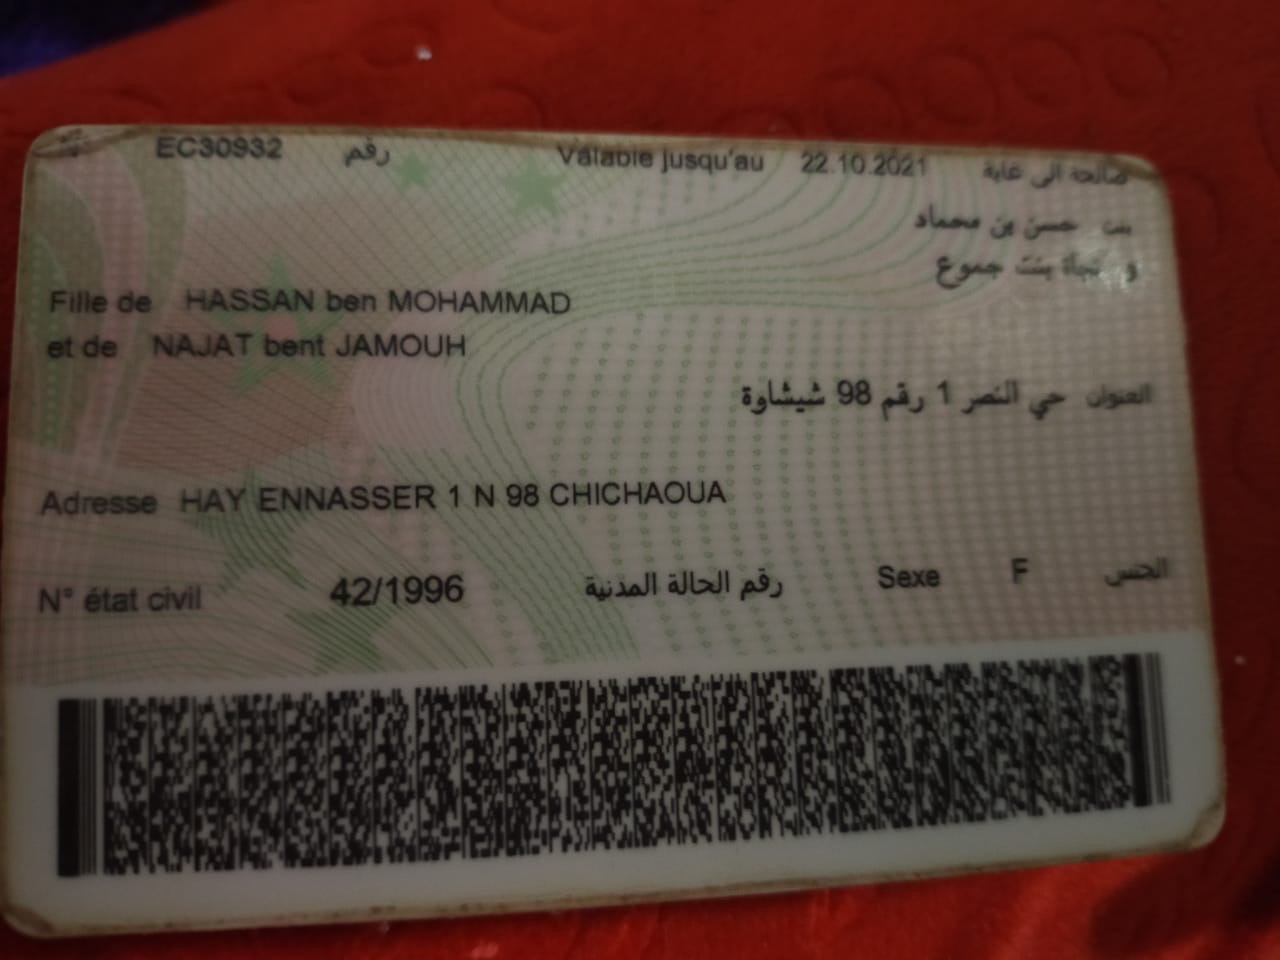 EC30932 رقم Valable jusqu'au 22.10.2021 صالحة الى غاية
بنت حسن بن محماد
و نجاة بنت جموع
Fille de HASSAN ben MOHAMMAD
et de NAJAT bent JAMOUH
العنوان حي النصر 1 رقم 98 شيشاوة
Adresse HAY ENNASSER 1 N 98 CHICHAOUA
N° état civil 42/1996 رقم الحالة المدنية Sexe F الجنس